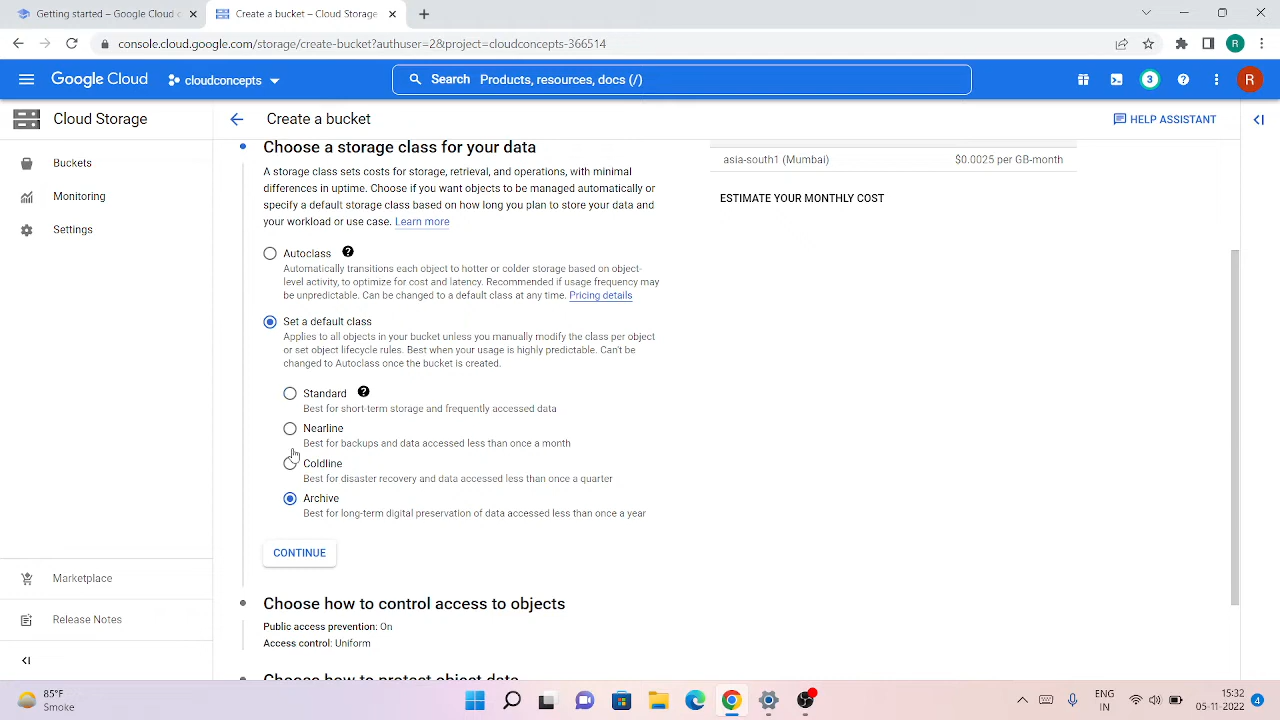 Getting started – Google Cloud c
Create a bucket – Cloud Storage
console.cloud.google.com/storage/create-bucket?authuser=2&project=cloudconcepts-366514
R
Google Cloud
cloudconcepts
Search Products, resources, docs (/)
3
R
Cloud Storage
Create a bucket
HELP ASSISTANT
Buckets
Monitoring
Settings
Marketplace
Release Notes
Choose a storage class for your data
A storage class sets costs for storage, retrieval, and operations, with minimal
differences in uptime. Choose if you want objects to be managed automatically or
specify a default storage class based on how long you plan to store your data and
your workload or use case. Learn more
Autoclass
Automatically transitions each object to hotter or colder storage based on object-
level activity, to optimize for cost and latency. Recommended if usage frequency may
be unpredictable. Can be changed to a default class at any time. Pricing details
Set a default class
Applies to all objects in your bucket unless you manually modify the class per object
or set object lifecycle rules. Best when your usage is highly predictable. Can't be
changed to Autoclass once the bucket is created.
Standard
Best for short-term storage and frequently accessed data
Nearline
Best for backups and data accessed less than once a month
Coldline
Best for disaster recovery and data accessed less than once a quarter
Archive
Best for long-term digital preservation of data accessed less than once a year
CONTINUE
Choose how to control access to objects
Public access prevention: On
Access control: Uniform
Choose how to protect object data
asia-south1 (Mumbai) $0.0025 per GB-month
ESTIMATE YOUR MONTHLY COST
85°F
Smoke
ENG
IN
15:32
05-11-2022
4